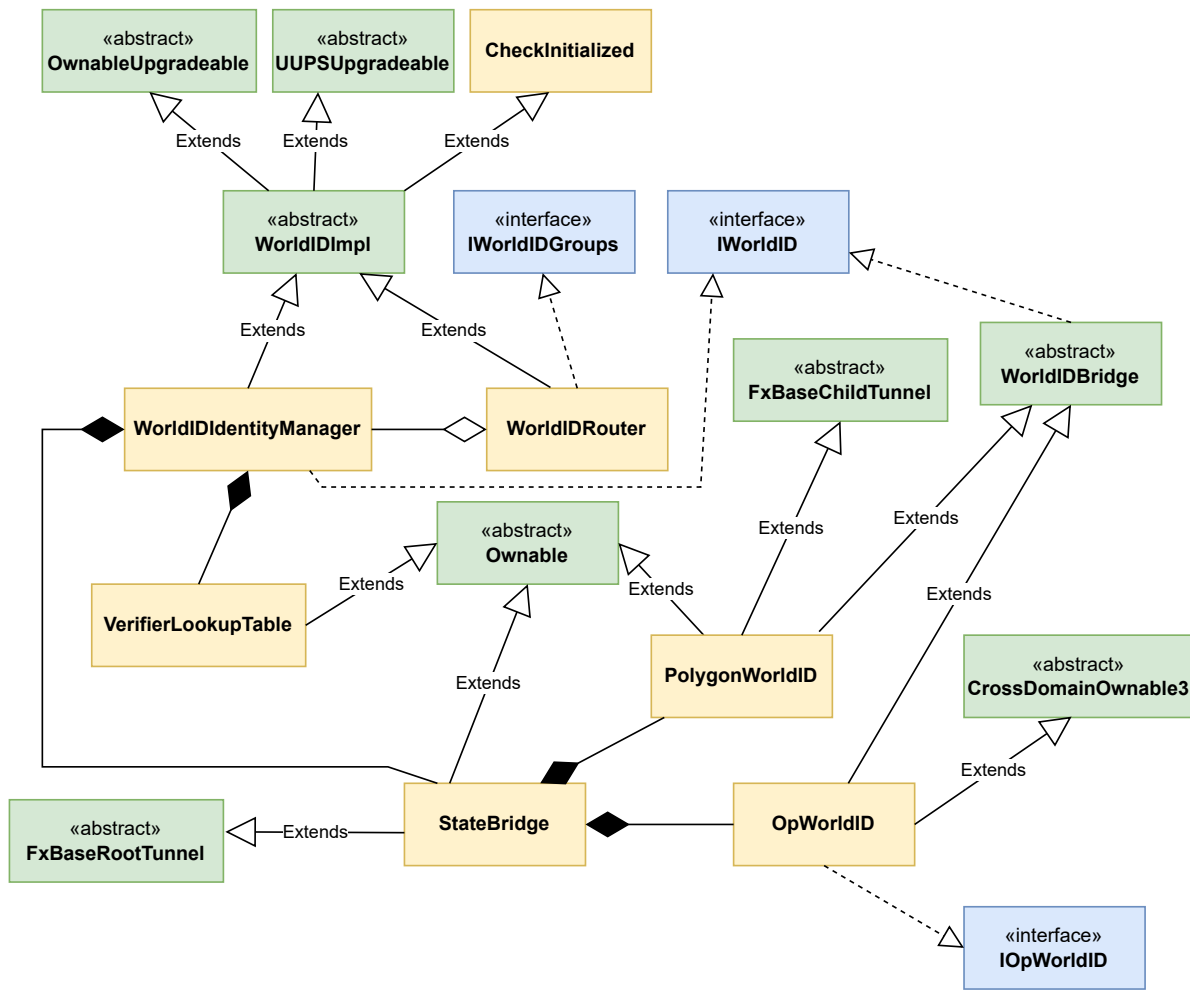 «abstract»
OwnableUpgradeable
«abstract»
UUPSUpgradeable
CheckInitialized
Extends
Extends
Extends
«abstract»
WorldIDImpl
«interface»
IWorldIDGroups
«interface»
IWorldID
Extends
Extends
«abstract»
WorldIDBridge
«abstract»
FxBaseChildTunnel
WorldIDIdentityManager
WorldIDRouter
«abstract»
Ownable
Extends
Extends
Extends
Extends
Extends
VerifierLookupTable
PolygonWorldID
«abstract»
CrossDomainOwnable3
Extends
Extends
StateBridge
OpWorldID
«abstract»
FxBaseRootTunnel
Extends
«interface»
IOpWorldID